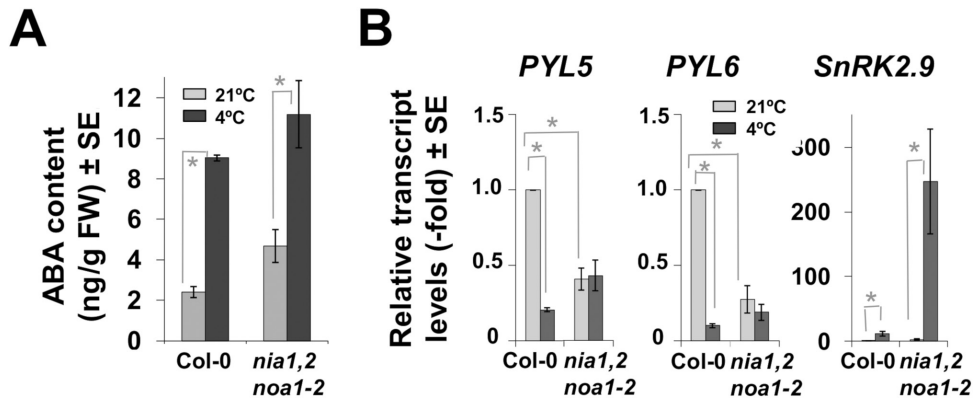 A
ABA content
(ng/g FW) ± SE
12
10
8
6
4
2
0
21ºC
4ºC
*
*
Col-0
nia1,2
noa1-2
B
Relative transcript
levels (-fold) ± SE
PYL5
1.5
1.0
0.5
0
*
*
Col-0
nia1,2
noa1-2
PYL6
1.5
1.0
1.5
0
21ºC
4ºC
*
*
Col-0
nia1,2
noa1-2
SnRK2.9
300
200
100
0
*
*
Col-0
nia1,2
noa1-2